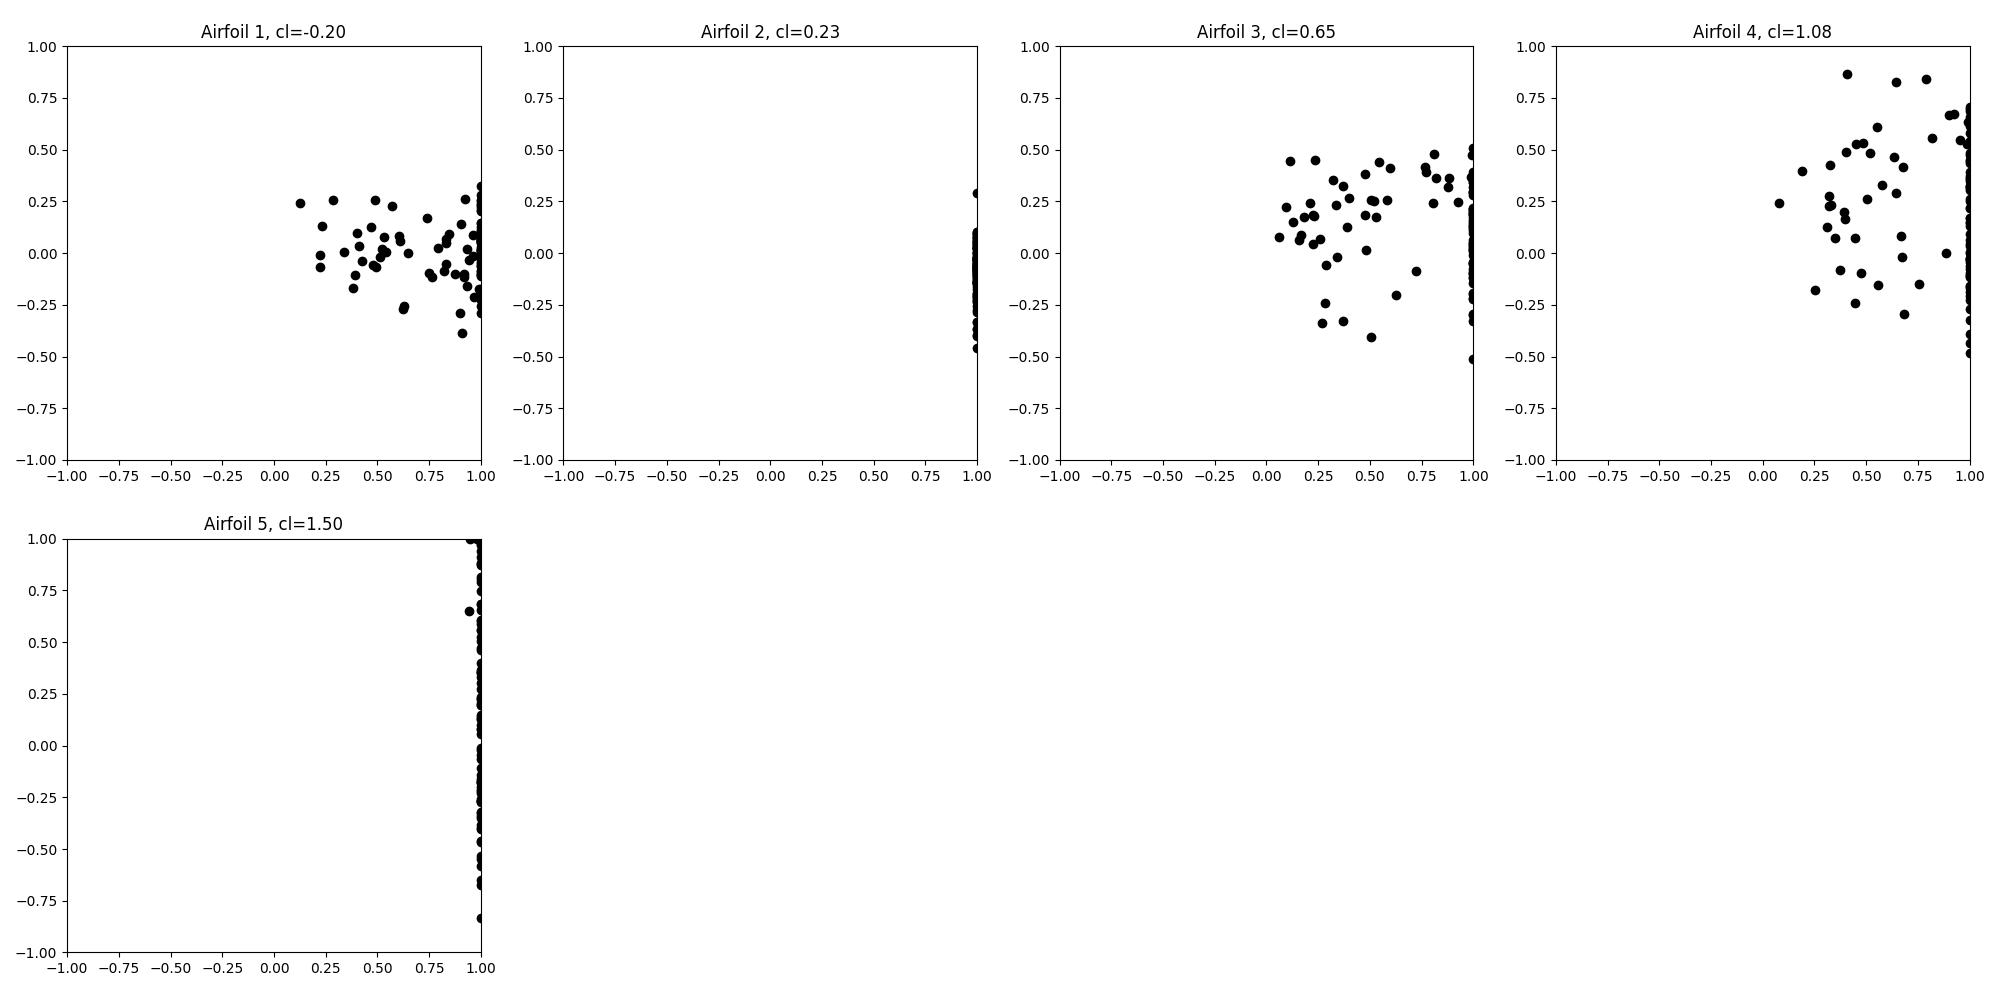 Airfoil 1, cl=-0.20
Airfoil 2, cl=0.23
Airfoil 3, cl=0.65
Airfoil 4, cl=1.08
1.00 1.00 1.00 1.00
0.75 0.75 0.75 0.75
0.50 0.50 0.50 0.50
0.25 0.25 0.25 0.25
0.00 0.00 0.00 0.00
−0.25 −0.25 −0.25 −0.25
−0.50 −0.50 −0.50 −0.50
−0.75 −0.75 −0.75 −0.75
−1.00 −1.00 −1.00 −1.00
−1.00 −0.75 −0.50 −0.25 0.00 0.25 0.50 0.75 1.00
−1.00 −0.75 −0.50 −0.25 0.00 0.25 0.50 0.75 1.00
−1.00 −0.75 −0.50 −0.25 0.00 0.25 0.50 0.75 1.00
−1.00 −0.75 −0.50 −0.25 0.00 0.25 0.50 0.75 1.00
Airfoil 5, cl=1.50
1.00
0.75
0.50
0.25
0.00
−0.25
−0.50
−0.75
−1.00
−1.00 −0.75 −0.50 −0.25 0.00 0.25 0.50 0.75 1.00